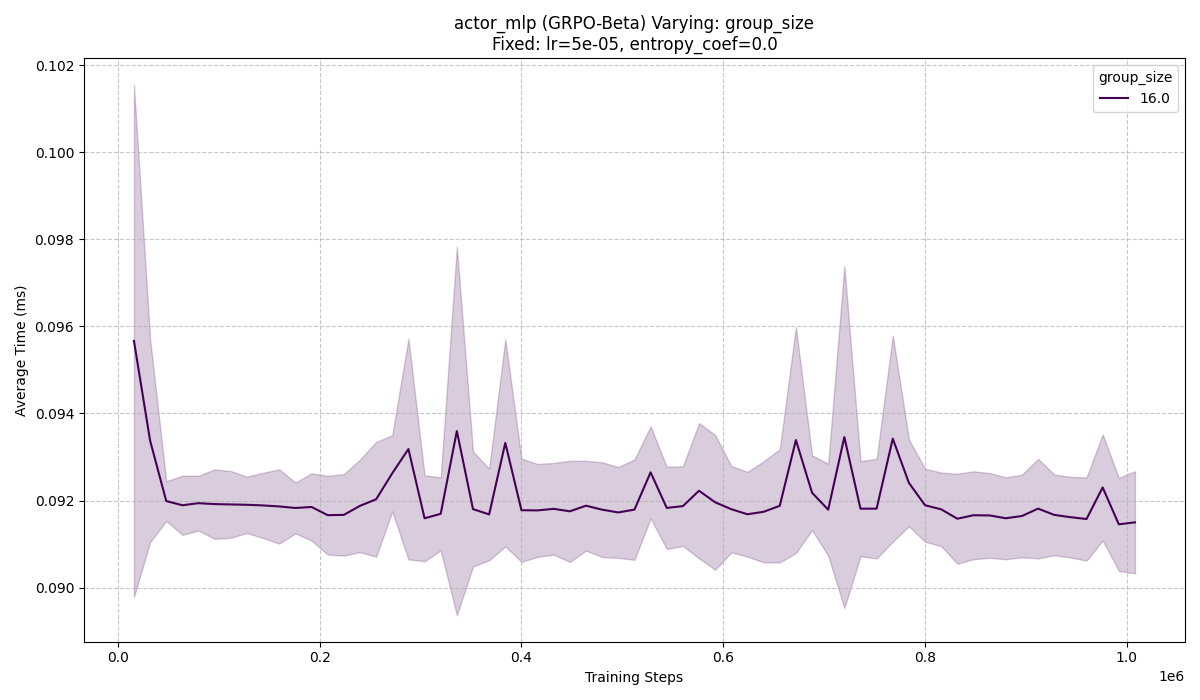 actor_mlp (GRPO-Beta) Varying: group_size
Fixed: lr=5e-05, entropy_coef=0.0
group_size
16.0
Average Time (ms)
0.102
0.100
0.098
0.096
0.094
0.092
0.090
0.0 0.2 0.4 0.6 0.8 1.0
1e6
Training Steps